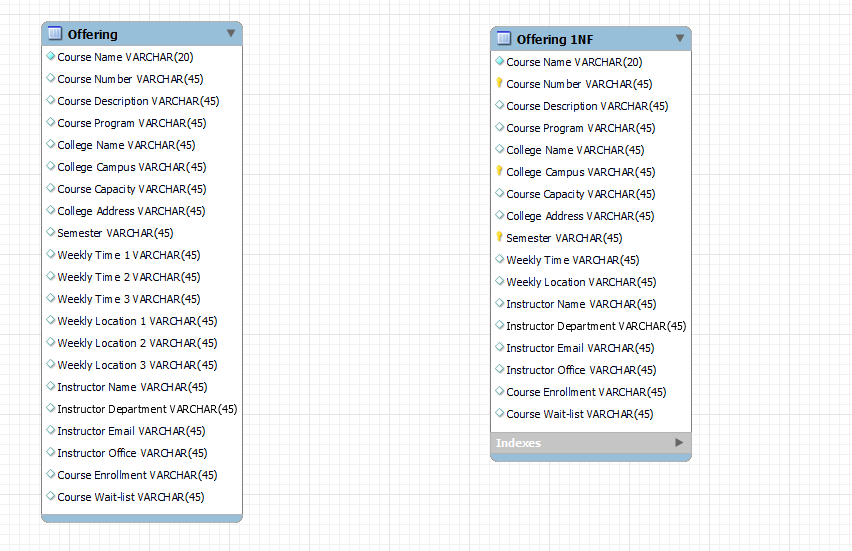 Offering
Course Name VARCHAR(20)
Course Number VARCHAR(45)
Course Description VARCHAR(45)
Course Program VARCHAR(45)
College Name VARCHAR(45)
College Campus VARCHAR(45)
Course Capacity VARCHAR(45)
College Address VARCHAR(45)
Semester VARCHAR(45)
Weekly Time 1 VARCHAR(45)
Weekly Time 2 VARCHAR(45)
Weekly Time 3 VARCHAR(45)
Weekly Location 1 VARCHAR(45)
Weekly Location 2 VARCHAR(45)
Weekly Location 3 VARCHAR(45)
Instructor Name VARCHAR(45)
Instructor Department VARCHAR(45)
Instructor Email VARCHAR(45)
Instructor Office VARCHAR(45)
Course Enrollment VARCHAR(45)
Course Wait-list VARCHAR(45)
Offering 1NF
Course Name VARCHAR(20)
Course Number VARCHAR(45)
Course Description VARCHAR(45)
Course Program VARCHAR(45)
College Name VARCHAR(45)
College Campus VARCHAR(45)
Course Capacity VARCHAR(45)
College Address VARCHAR(45)
Semester VARCHAR(45)
Weekly Time VARCHAR(45)
Weekly Location VARCHAR(45)
Instructor Name VARCHAR(45)
Instructor Department VARCHAR(45)
Instructor Email VARCHAR(45)
Instructor Office VARCHAR(45)
Course Enrollment VARCHAR(45)
Course Wait-list VARCHAR(45)
Indexes